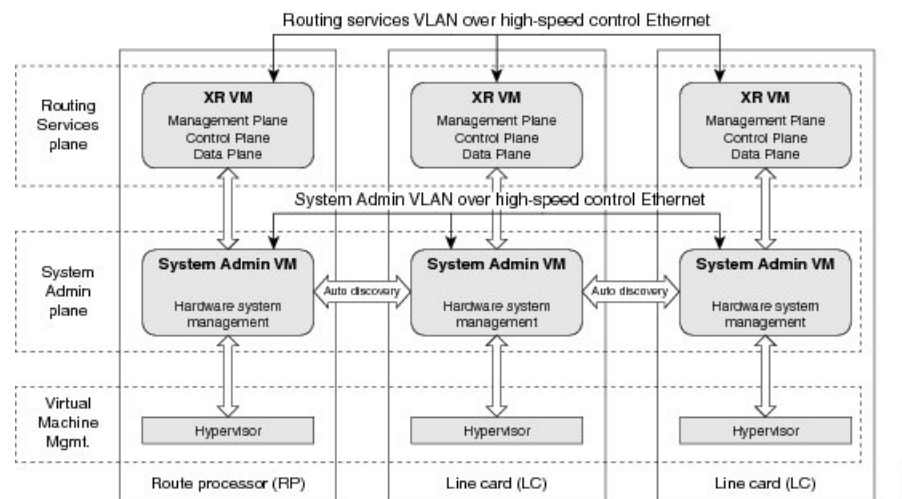 Routing services VLAN over high-speed control Ethernet
Routing
Services
plane
XR VM
Management Plane
Control Plane
Data Plane
XR VM
Management Plane
Control Plane
Data Plane
XR VM
Management Plane
Control Plane
Data Plane
System Admin VLAN over high-speed control Ethernet
System
Admin
plane
System Admin VM
Hardware system
management
Auto discovery
System Admin VM
Hardware system
management
Auto discovery
System Admin VM
Hardware system
management
Virtual
Machine
Mgmt.
Hypervisor
Hypervisor
Hypervisor
Route processor (RP)
Line card (LC)
Line card (LC)